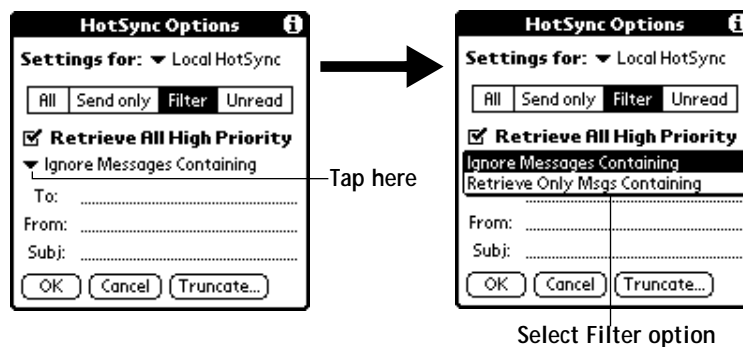 HotSync Options i
Settings for: Local HotSync
All Send only Filter Unread
Retrieve All High Priority
Ignore Messages Containing
To:
From:
Subj:
OK Cancel Truncate...
Tap here
HotSync Options i
Settings for: Local HotSync
All Send only Filter Unread
Retrieve All High Priority
Ignore Messages Containing
Retrieve Only Msgs Containing
From:
Subj:
OK Cancel Truncate...
Select Filter option